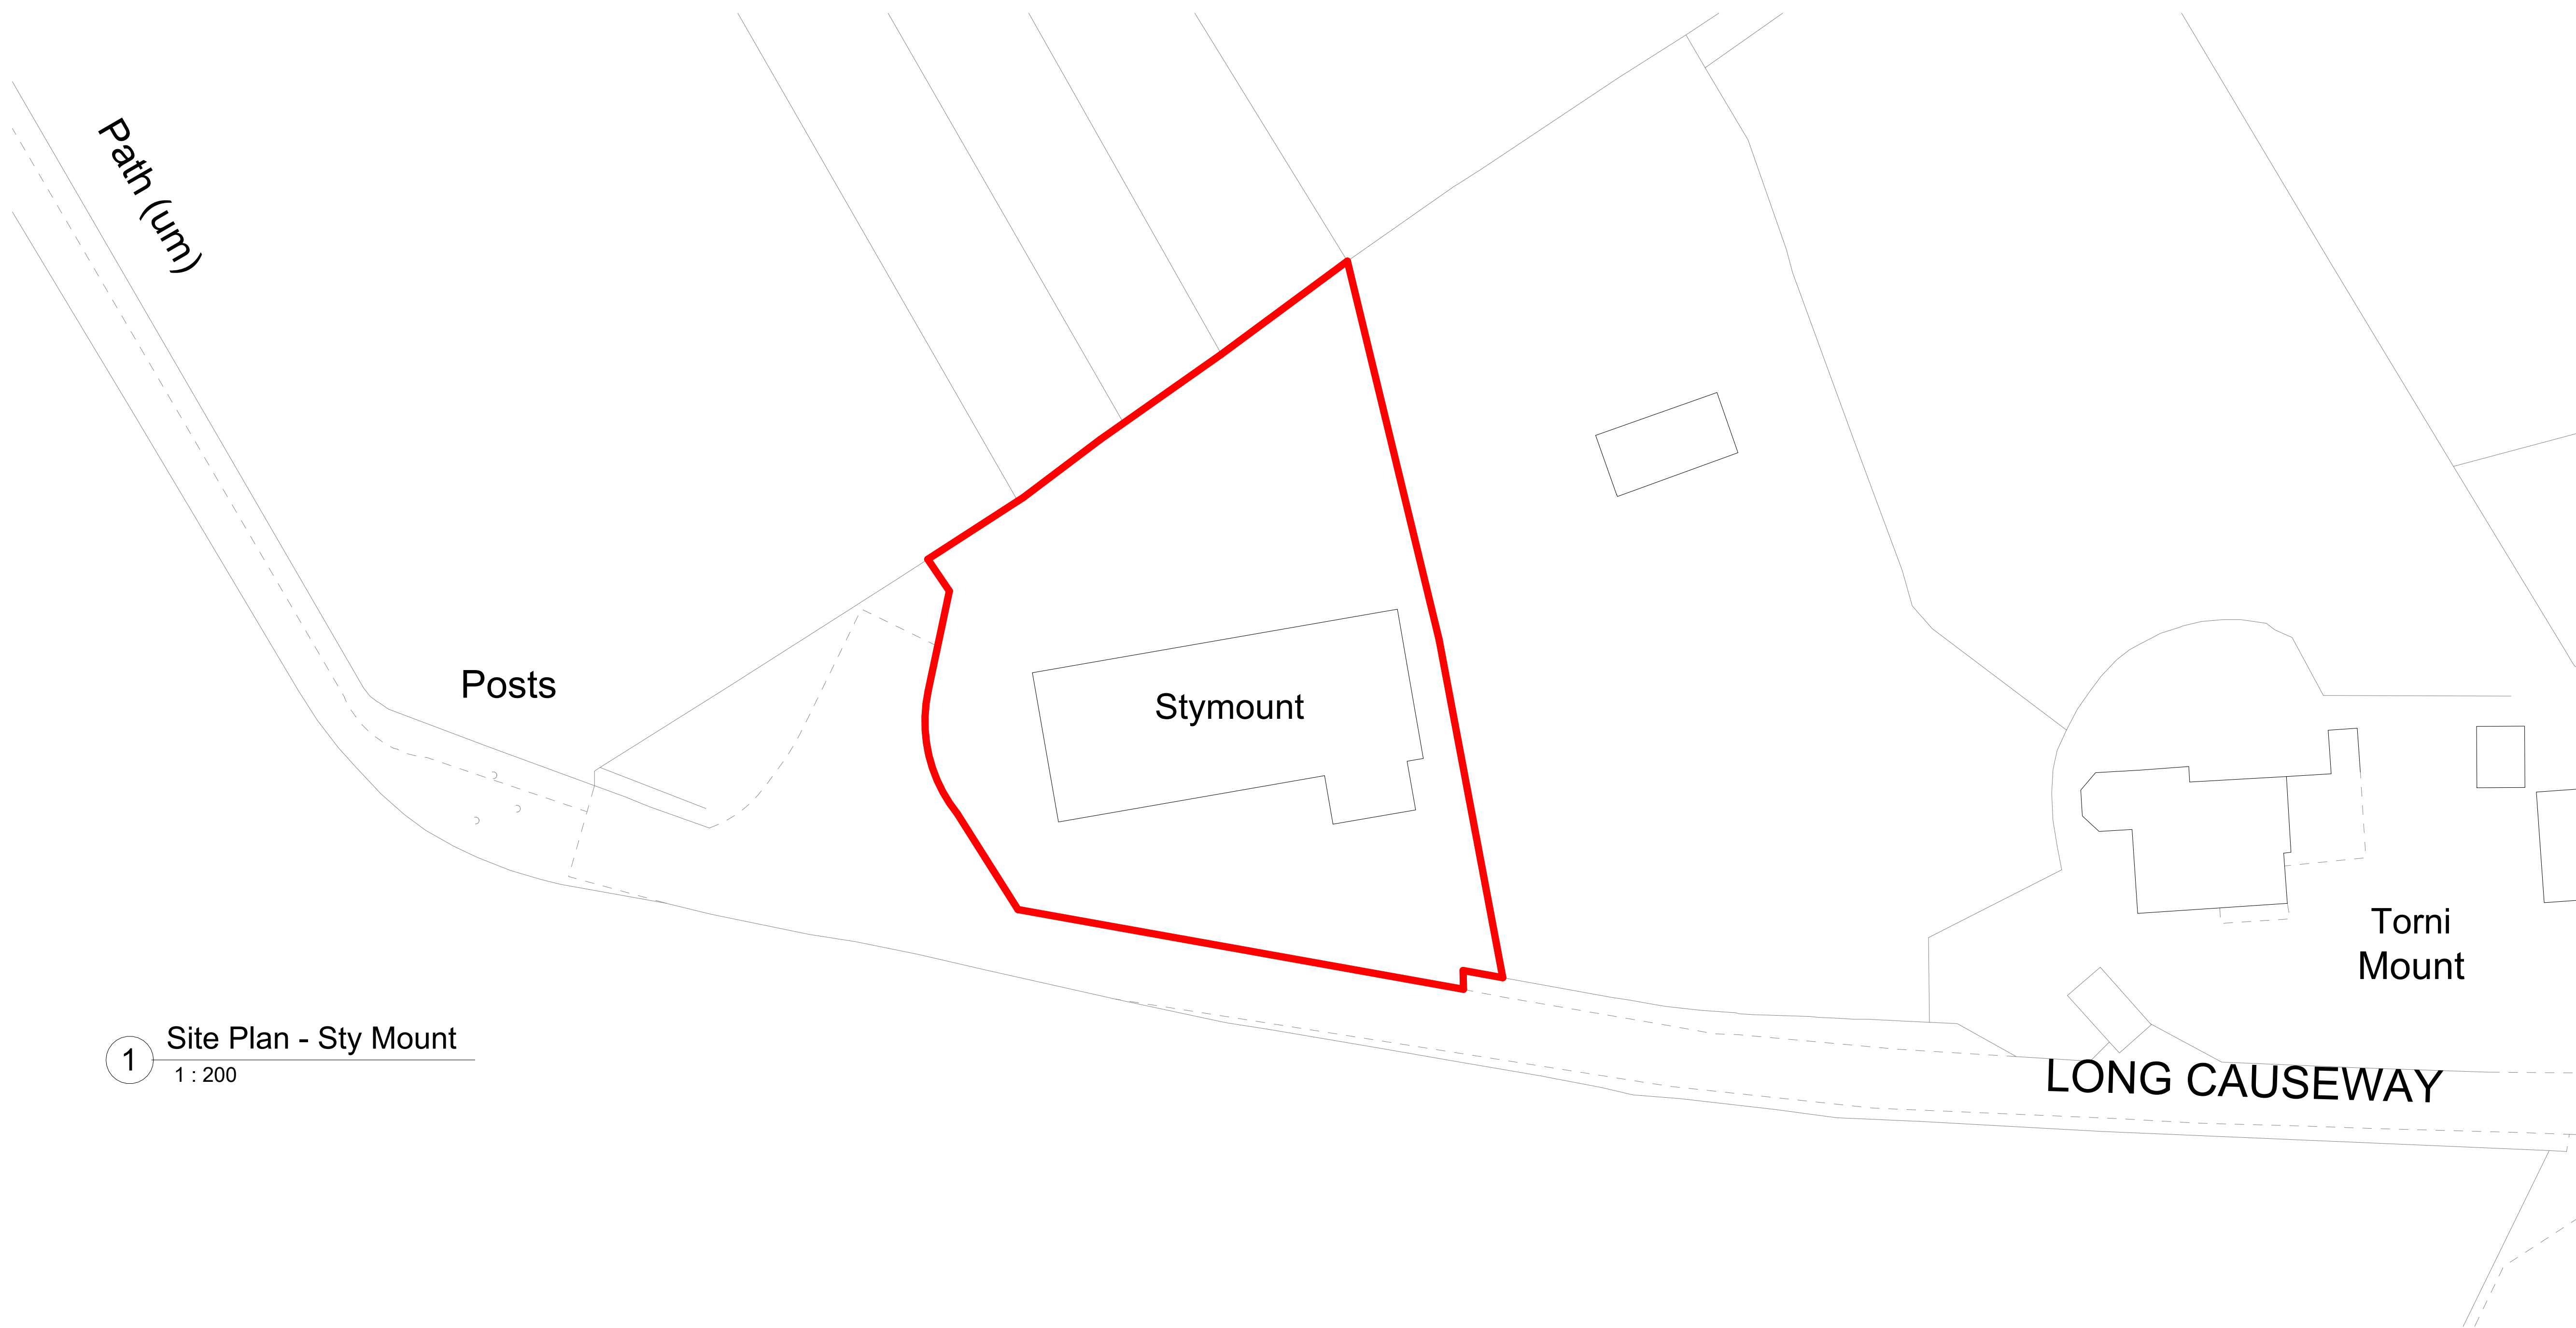 Path (um)
Posts
Stymount
Torni
Mount
1
Site Plan - Sty Mount
1 : 200
LONG CAUSEWAY